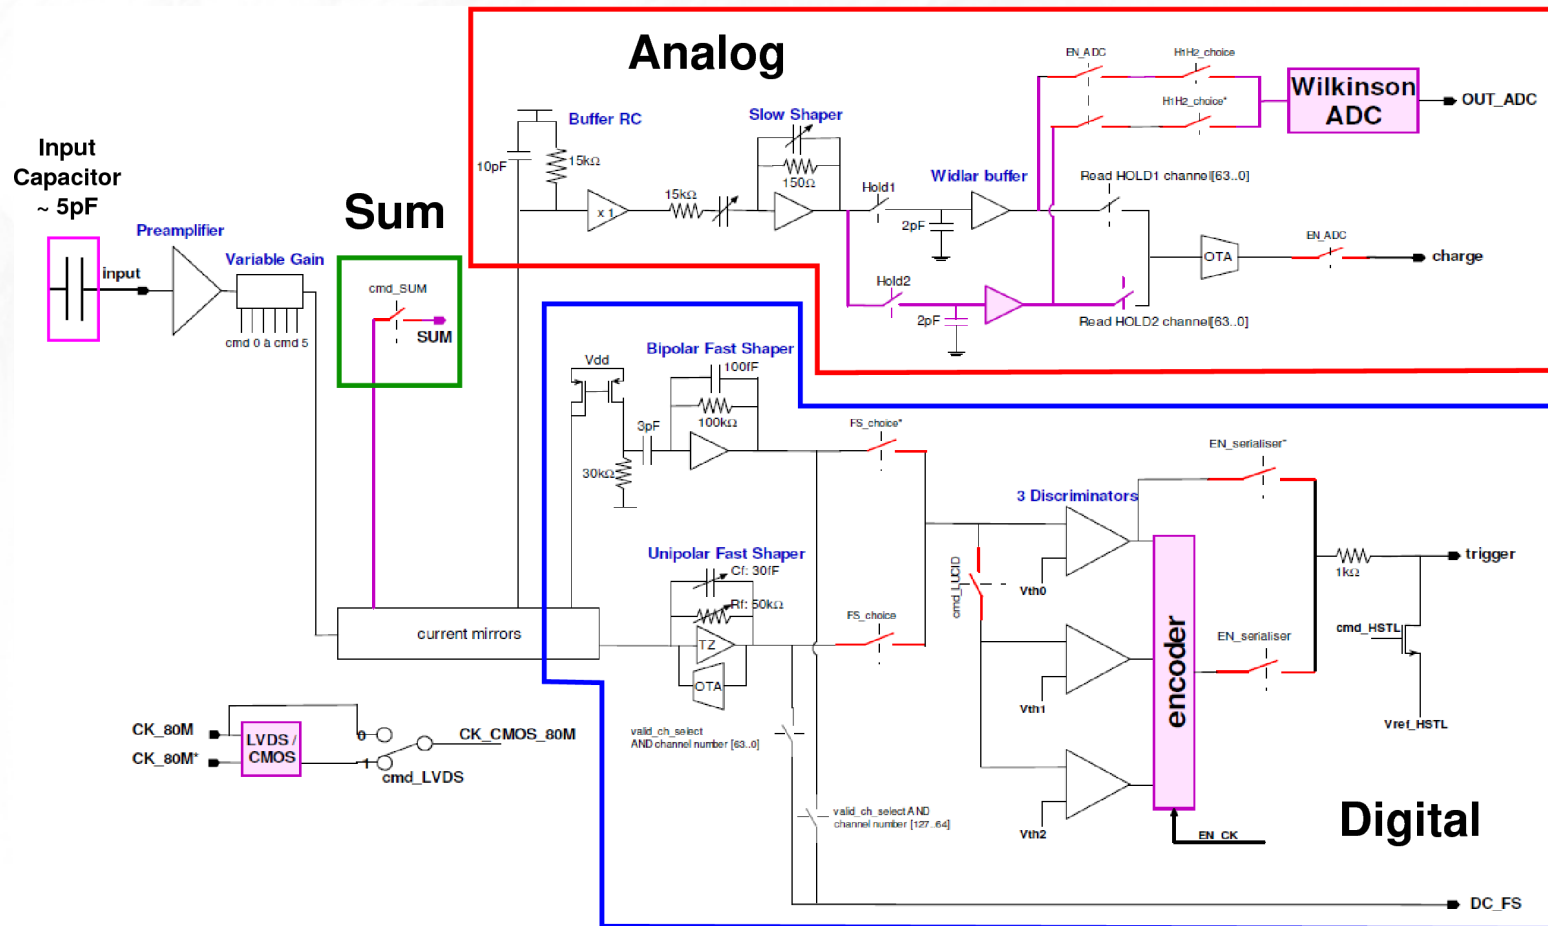 Analog
EN_ADC
H1H2_choice
Wilkinson
ADC
OUT_ADC
H1H2_choice*
Buffer RC
Slow Shaper
10pF
15kΩ
15kΩ
150Ω
x 1
Hold1
Widlar buffer
Read HOLD1 channel[63..0]
2pF
OTA
EN_ADC
charge
Hold2
2pF
Read HOLD2 channel[63..0]
Input
Capacitor
~ 5pF
Preamplifier
input
Variable Gain
cmd 0 à cmd 5
Sum
cmd_SUM
SUM
Bipolar Fast Shaper
Vdd
100fF
100kΩ
3pF
30kΩ
FS_choice*
EN_serialiser*
3 Discriminators
Unipolar Fast Shaper
Cf: 30fF
Rf: 50kΩ
TZ
OTA
FS_choice
cmd_LUCID
Vth0
Vth1
Vth2
encoder
EN_serialiser
1kΩ
trigger
cmd_HSTL
Vref_HSTL
current mirrors
CK_80M
CK_80M*
LVDS /
CMOS
0
1
cmd_LVDS
CK_CMOS_80M
valid_ch_select
AND channel number [63..0]
valid_ch_select AND
channel number [127..64]
EN_CK
Digital
DC_FS